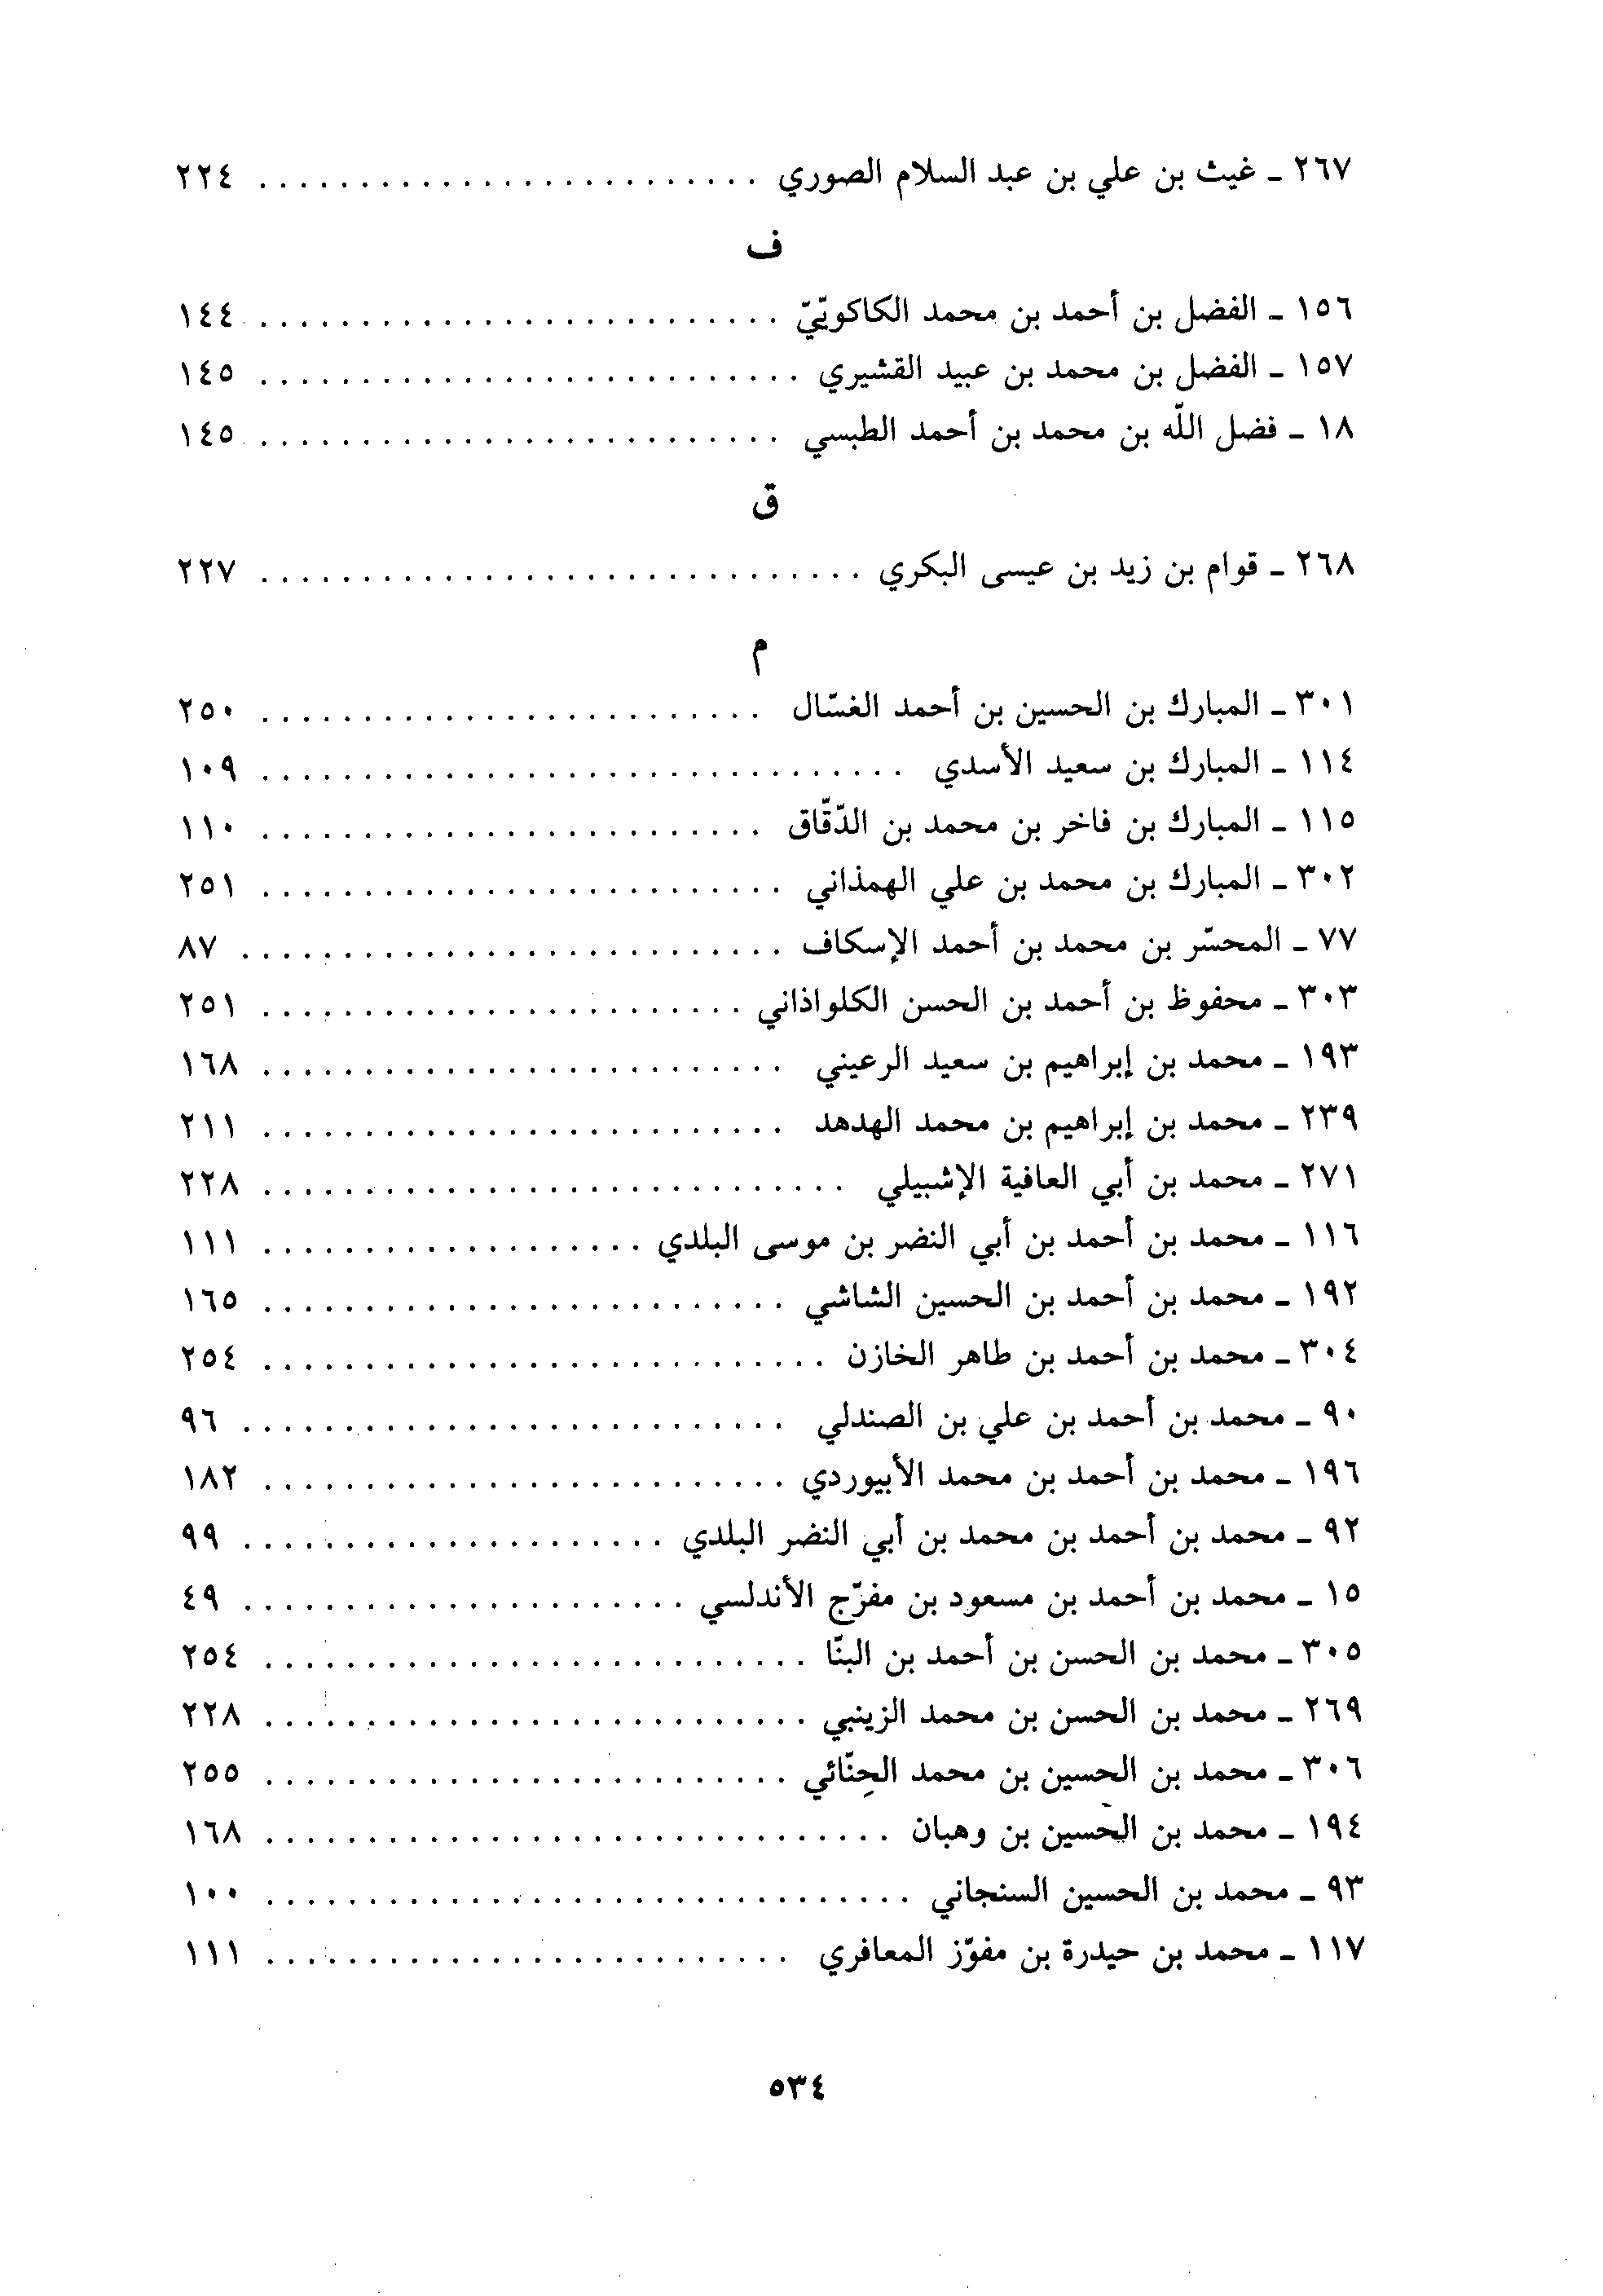 ٢٦٧ ـ غيث بن علي بن عبد السلام الصوري ......................... ٢٢٤
ف
١٥٦ ـ الفضل بن أحمد بن محمد الكاكويّيّ .......................... ١٤٤
١٥٧ ـ الفضل بن محمد بن عبيد القشيري ........................... ١٤٥
١٨ ـ فضل اللّه بن محمد بن أحمد الطبسي .......................... ١٤٥
ق
٢٦٨ ـ قوام بن زيد بن عيسى البكري .............................. ٢٢٧
م
٣٠١ ـ المبارك بن الحسين بن أحمد الغسّال ......................... ٢٥٠
١١٤ ـ المبارك بن سعيد الأسدي ................................ ١٠٩
١١٥ ـ المبارك بن فاخر بن محمد بن الدّقّاق ......................... ١١٠
٣٠٢ ـ المبارك بن محمد بن علي الهمذاني .......................... ٢٥١
٧٧ ـ المحسّر بن محمد بن أحمد الإسكاف ........................... ٨٧
٣٠٣ ـ محفوظ بن أحمد بن الحسن الكلواذاني ........................ ٢٥١
١٩٣ ـ محمد بن إبراهيم بن سعيد الرعيني .......................... ١٦٨
٢٣٩ ـ محمد بن إبراهيم بن محمد الهدهد .......................... ٢١١
٢٧١ ـ محمد بن أبي العافية الإشبيلي ............................. ٢٢٨
١١٦ ـ محمد بن أحمد بن أبي النضر بن موسى البلدي ................... ١١١
١٩٢ ـ محمد بن أحمد بن الحسين الشاشي .......................... ١٦٥
٣٠٤ ـ محمد بن أحمد بن طاهر الخازن ............................ ٢٥٤
٩٠ ـ محمد بن أحمد بن علي بن الصندلي ........................... ٩٦
١٩٦ ـ محمد بن أحمد بن محمد الأبيوردي .......................... ١٨٢
٩٢ ـ محمد بن أحمد بن محمد بن أبي النضر البلدي ..................... ٩٩
١٥ ـ محمد بن أحمد بن مسعود بن مفرّج الأندلسي ...................... ٤٩
٣٠٥ ـ محمد بن الحسن بن أحمد بن البنّا ........................... ٢٥٤
٢٦٩ ـ محمد بن الحسن بن محمد الزينبي ........................... ٢٢٨
٣٠٦ ـ محمد بن الحسين بن محمد الحِنّائي .......................... ٢٥٥
١٩٤ ـ محمد بن الحسين بن وهبان ............................... ١٦٨
٩٣ ـ محمد بن الحسين السنجاني ................................ ١٠٠
١١٧ ـ محمد بن حيدرة بن مفوّز المعافري .......................... ١١١
٥٣٤